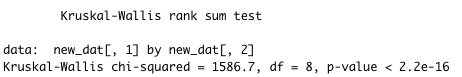 Kruskal-Wallis rank sum test
data:  new_dat[, 1] by new_dat[, 2]
Kruskal-Wallis chi-squared = 1586.7, df = 8, p-value < 2.2e-16